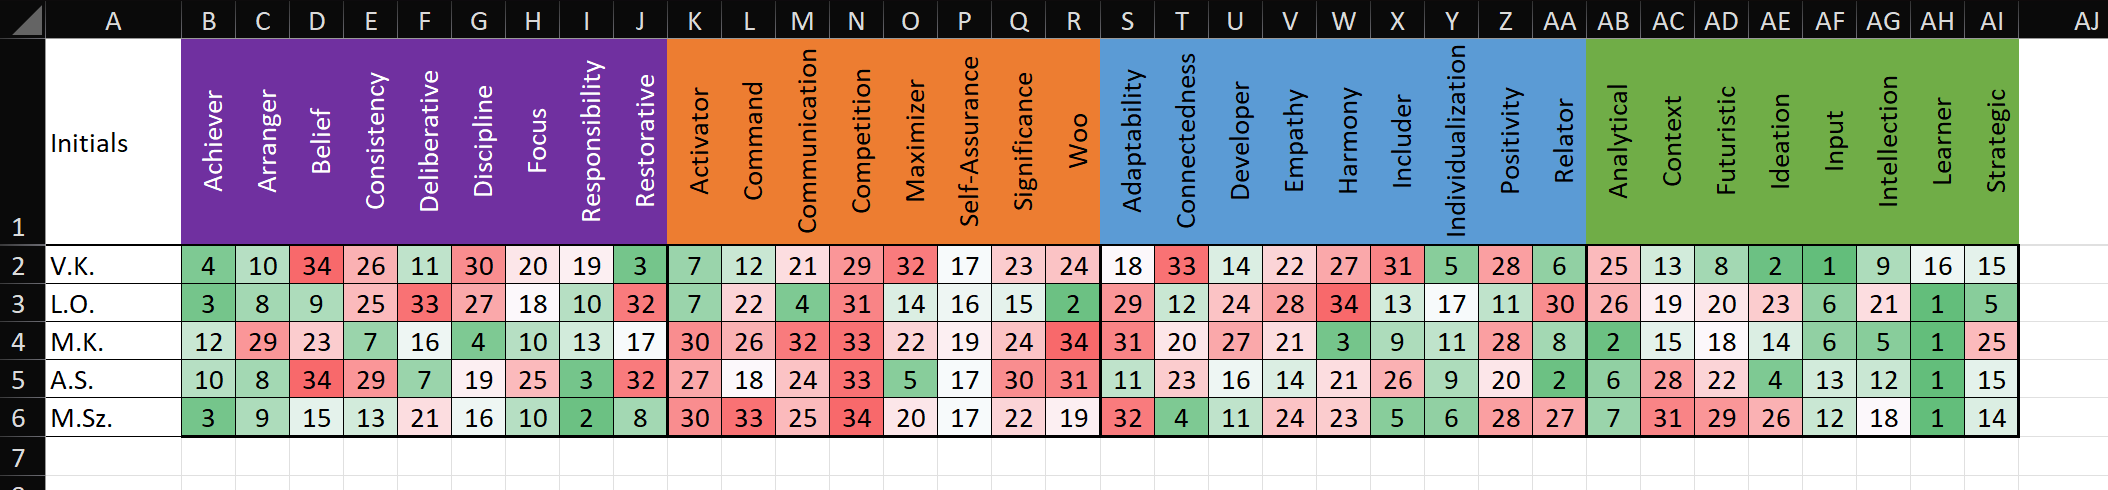 A B C D E F G H I J K L M N O P Q R S T U V W X Y Z AA AB AC AD AE AF AG AH AI AJ
1 Initials Achiever Arranger Belief Consistency Deliberative Discipline Focus Responsibility Restorative Activator Command Communication Competition Maximizer Self-Assurance Significance Woo Adaptability Connectedness Developer Empathy Harmony Includer Individualization Positivity Relator Analytical Context Futuristic Ideation Input Intellection Learner Strategic
2 V.K. 4 10 34 26 11 30 20 19 3 7 12 21 29 32 17 23 24 18 33 14 22 27 31 5 28 6 25 13 8 2 1 9 16 15
3 L.O. 3 8 9 25 33 27 18 10 32 7 22 4 31 14 16 15 2 29 12 24 28 34 13 17 11 30 26 19 20 23 6 21 1 5
4 M.K. 12 29 23 7 16 4 10 13 17 30 26 32 33 22 19 24 34 31 20 27 21 3 9 11 28 8 2 15 18 14 6 5 1 25
5 A.S. 10 8 34 29 7 19 25 3 32 27 18 24 33 5 17 30 31 11 23 16 14 21 26 9 20 2 6 28 22 4 13 12 1 15
6 M.Sz. 3 9 15 13 21 16 10 2 8 30 33 25 34 20 17 22 19 32 4 11 24 23 5 6 28 27 7 31 29 26 12 18 1 14
7